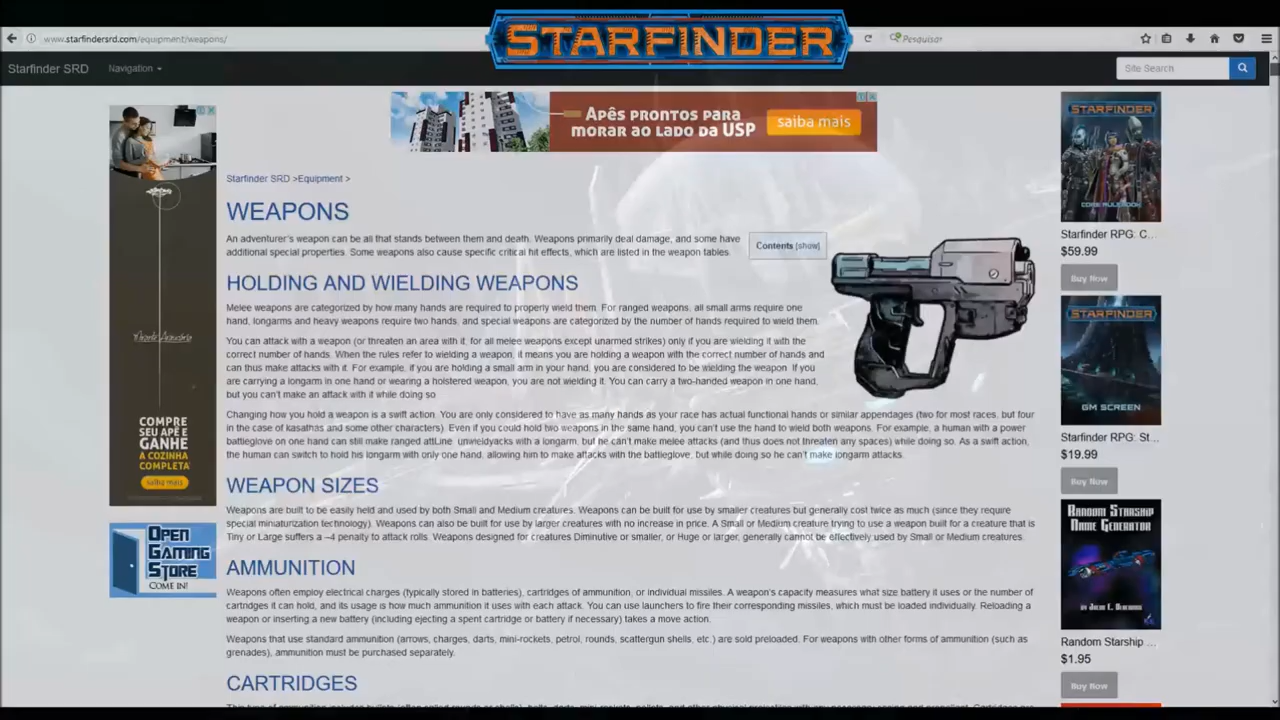 STARFINDER
www.starfindersrd.com/equipment/weapons/
Pesquisar
Starfinder SRD
Navigation
Site Search
APÊS PRONTOS PARA
MORAR AO LADO DA USP
saiba mais
COMPRE
SEU APÊ E
GANHE
A COZINHA
COMPLETA!
saiba mais
OPEN
GAMING
STORE
COME IN!
Starfinder SRD >Equipment >
WEAPONS
An adventurer's weapon can be all that stands between them and death. Weapons primarily deal damage, and some have
additional special properties. Some weapons also cause specific critical hit effects, which are listed in the weapon tables.
Contents [show]
HOLDING AND WIELDING WEAPONS
Melee weapons are categorized by how many hands are required to properly wield them. For ranged weapons, all small arms require one
hand, longarms and heavy weapons require two hands, and special weapons are categorized by the number of hands required to wield them.
You can attack with a weapon (or threaten an area with it, for all melee weapons except unarmed strikes) only if you are wielding it with the
correct number of hands. When the rules refer to wielding a weapon, it means you are holding a weapon with the correct number of hands and
can thus make attacks with it. For example, if you are holding a small arm in your hand, you are considered to be wielding the weapon. If you
are carrying a longarm in one hand or wearing a holstered weapon, you are not wielding it. You can carry a two-handed weapon in one hand,
but you can't make an attack with it while doing so
Changing how you hold a weapon is a swift action. You are only considered to have as many hands as your race has actual functional hands or similar appendages (two for most races, but four
in the case of kasathas and some other characters). Even if you could hold two weapons in the same hand, you can't use the hand to wield both weapons. For example, a human with a power
battleglove on one hand can still make ranged attLine unweidyacks with a longarm, but he can't make melee attacks (and thus does not threaten any spaces) while doing so. As a swift action,
the human can switch to hold his longarm with only one hand, allowing him to make attacks with the battleglove, but while doing so he can't make longarm attacks.
WEAPON SIZES
Weapons are built to be easily held and used by both Small and Medium creatures. Weapons can be built for use by smaller creatures but generally cost twice as much (since they require
special miniaturization technology). Weapons can also be built for use by larger creatures with no increase in price. A Small or Medium creature trying to use a weapon built for a creature that is
Tiny or Large suffers a –4 penalty to attack rolls. Weapons designed for creatures Diminutive or smaller, or Huge or larger, generally cannot be effectively used by Small or Medium creatures.
AMMUNITION
Weapons often employ electrical charges (typically stored in batteries), cartridges of ammunition, or individual missiles. A weapon's capacity measures what size battery it uses or the number of
cartridges it can hold, and its usage is how much ammunition it uses with each attack. You can use launchers to fire their corresponding missiles, which must be loaded individually. Reloading a
weapon or inserting a new battery (including ejecting a spent cartridge or battery if necessary) takes a move action.
Weapons that use standard ammunition (arrows, charges, darts, mini-rockets, petrol, rounds, scattergun shells, etc.) are sold preloaded. For weapons with other forms of ammunition (such as
grenades), ammunition must be purchased separately.
CARTRIDGES
STARFINDER
CORE RULEBOOK
Starfinder RPG: C...
$59.99
Buy Now
STARFINDER
GM SCREEN
Starfinder RPG: St...
$19.99
Buy Now
RANDOM STARSHIP
NAME GENERATOR
Random Starship ...
$1.95
Buy Now